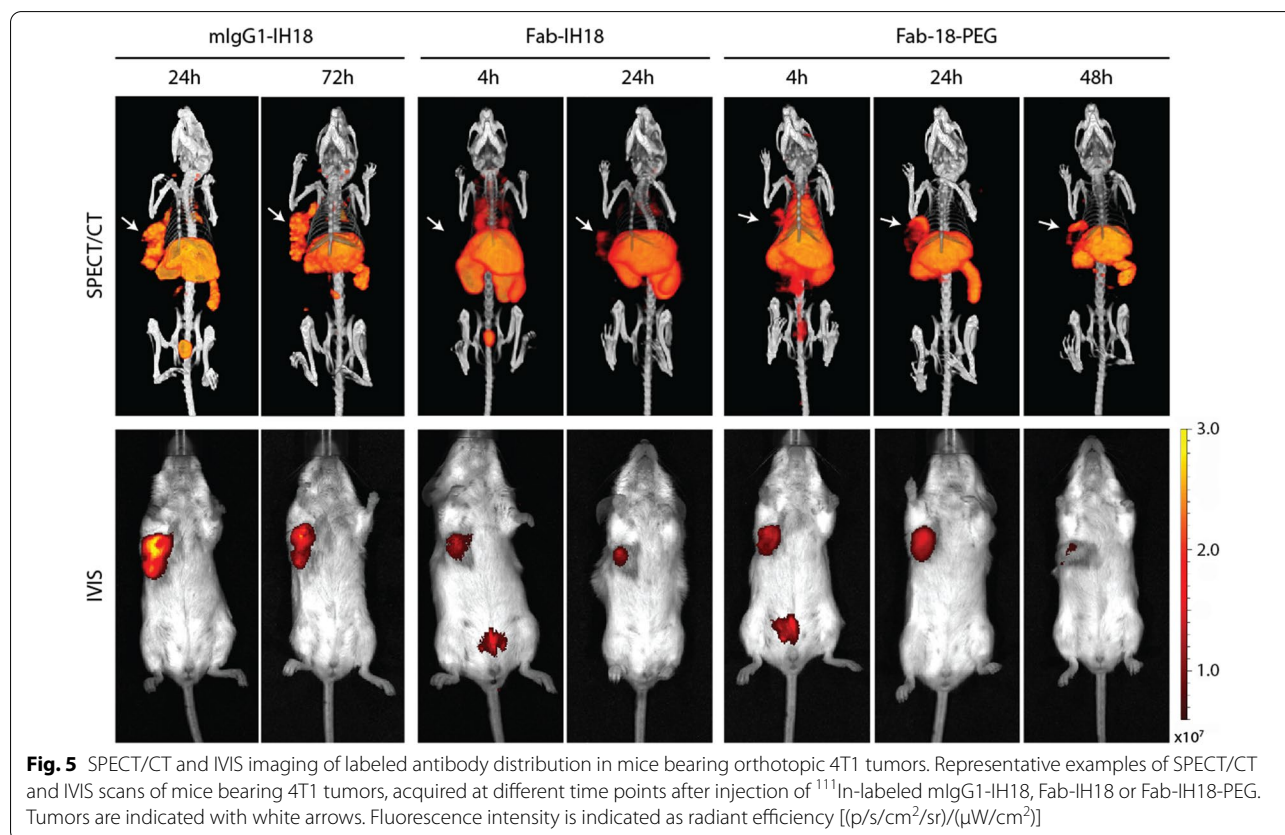 mIgG1-IH18 Fab-IH18 Fab-18-PEG
24h 72h 4h 24h 4h 24h 48h
SPECT/CT
IVIS
3.0
2.0
1.0
x10⁷
Fig. 5 SPECT/CT and IVIS imaging of labeled antibody distribution in mice bearing orthotopic 4T1 tumors. Representative examples of SPECT/CT
and IVIS scans of mice bearing 4T1 tumors, acquired at different time points after injection of ¹¹¹In-labeled mIgG1-IH18, Fab-IH18 or Fab-IH18-PEG.
Tumors are indicated with white arrows. Fluorescence intensity is indicated as radiant efficiency [(p/s/cm²/sr)/(µW/cm²)]